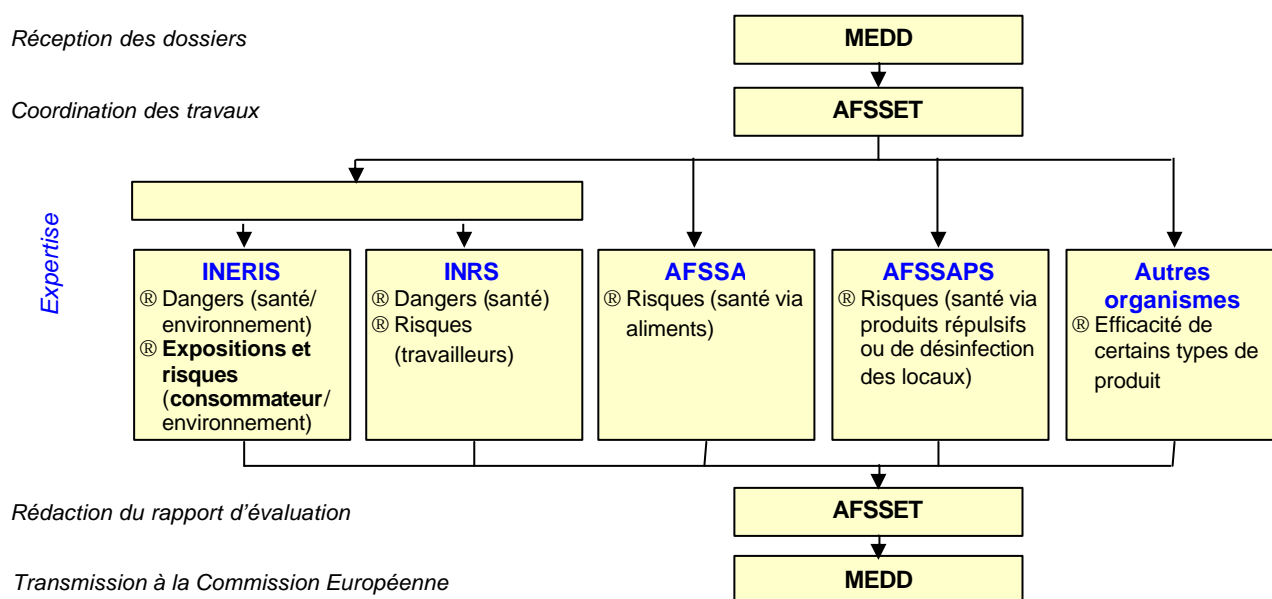 Réception des dossiers
MEDD
Coordination des travaux
AFSSET
Expertise
INERIS
® Dangers (santé/
environnement)
® Expositions et
risques
(consommateur/
environnement)
INRS
® Dangers (santé)
® Risques
(travailleurs)
AFSSA
® Risques (santé via
aliments)
AFSSAPS
® Risques (santé via
produits répulsifs
ou de désinfection
des locaux)
Autres
organismes
® Efficacité de
certains types de
produit
Rédaction du rapport d’évaluation
AFSSET
Transmission à la Commission Européenne
MEDD